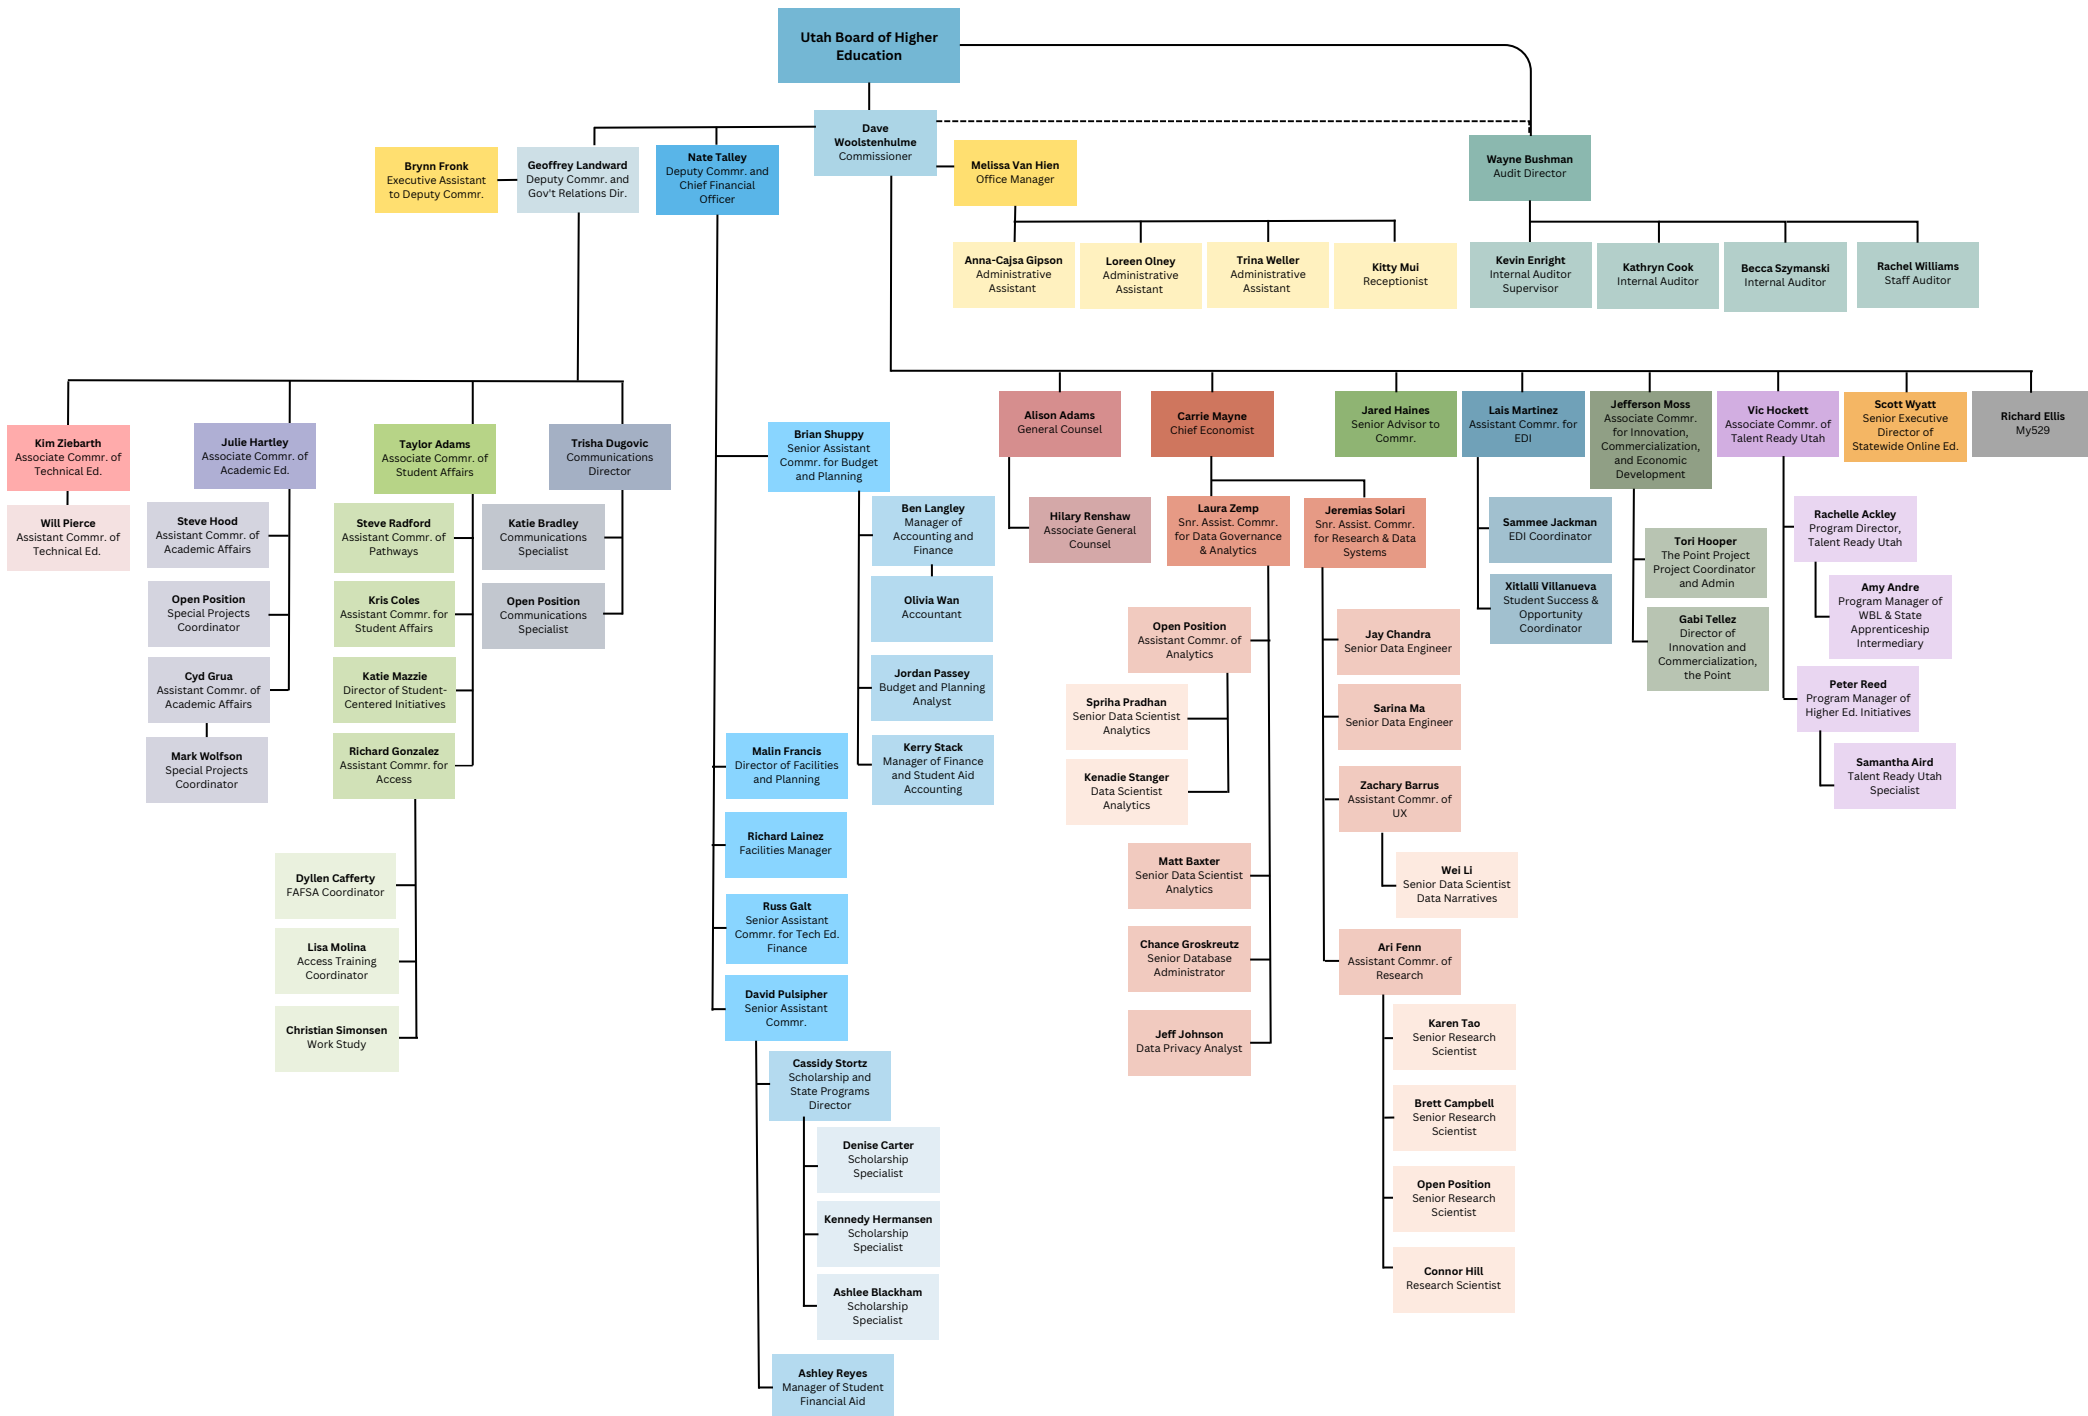 Utah Board of Higher
Education
Dave
Woolstenhulme
Commissioner
Brynn Fronk
Executive Assistant
to Deputy Commr.
Geoffrey Landward
Deputy Commr. and
Gov't Relations Dir.
Nate Talley
Deputy Commr. and
Chief Financial
Officer
Melissa Van Hien
Office Manager
Wayne Bushman
Audit Director
Anna-Cajsa Gipson
Administrative
Assistant
Loreen Olney
Administrative
Assistant
Trina Weller
Administrative
Assistant
Kitty Mui
Receptionist
Kevin Enright
Internal Auditor
Supervisor
Kathryn Cook
Internal Auditor
Becca Szymanski
Internal Auditor
Rachel Williams
Staff Auditor
Kim Ziebarth
Associate Commr. of
Technical Ed.
Will Pierce
Assistant Commr. of
Technical Ed.
Julie Hartley
Associate Commr. of
Academic Ed.
Steve Hood
Assistant Commr. of
Academic Affairs
Open Position
Special Projects
Coordinator
Cyd Grua
Assistant Commr. of
Academic Affairs
Mark Wolfson
Special Projects
Coordinator
Taylor Adams
Associate Commr. of
Student Affairs
Steve Radford
Assistant Commr. of
Pathways
Kris Coles
Assistant Commr. for
Student Affairs
Katie Mazzie
Director of Student-
Centered Initiatives
Richard Gonzalez
Assistant Commr. for
Access
Dyllen Cafferty
FAFSA Coordinator
Lisa Molina
Access Training
Coordinator
Christian Simonsen
Work Study
Trisha Dugovic
Communications
Director
Katie Bradley
Communications
Specialist
Open Position
Communications
Specialist
Brian Shuppy
Senior Assistant
Commr. for Budget
and Planning
Ben Langley
Manager of
Accounting and
Finance
Olivia Wan
Accountant
Jordan Passey
Budget and Planning
Analyst
Kerry Stack
Manager of Finance
and Student Aid
Accounting
Malin Francis
Director of Facilities
and Planning
Richard Lainez
Facilities Manager
Russ Galt
Senior Assistant
Commr. for Tech Ed.
Finance
David Pulsipher
Senior Assistant
Commr.
Cassidy Stortz
Scholarship and
State Programs
Director
Denise Carter
Scholarship
Specialist
Kennedy Hermansen
Scholarship
Specialist
Ashlee Blackham
Scholarship
Specialist
Ashley Reyes
Manager of Student
Financial Aid
Alison Adams
General Counsel
Hilary Renshaw
Associate General
Counsel
Carrie Mayne
Chief Economist
Laura Zemp
Snr. Assist. Commr.
for Data Governance
& Analytics
Open Position
Assistant Commr. of
Analytics
Spriha Pradhan
Senior Data Scientist
Analytics
Kenadie Stanger
Data Scientist
Analytics
Matt Baxter
Senior Data Scientist
Analytics
Chance Groskreutz
Senior Database
Administrator
Jeff Johnson
Data Privacy Analyst
Jeremias Solari
Snr. Assist. Commr.
for Research & Data
Systems
Jay Chandra
Senior Data Engineer
Sarina Ma
Senior Data Engineer
Zachary Barrus
Assistant Commr. of
UX
Wei Li
Senior Data Scientist
Data Narratives
Ari Fenn
Assistant Commr. of
Research
Karen Tao
Senior Research
Scientist
Brett Campbell
Senior Research
Scientist
Open Position
Senior Research
Scientist
Connor Hill
Research Scientist
Jared Haines
Senior Advisor to
Commr.
Lais Martinez
Assistant Commr. for
EDI
Sammee Jackman
EDI Coordinator
Xitlalli Villanueva
Student Success &
Opportunity
Coordinator
Jefferson Moss
Associate Commr.
for Innovation,
Commercialization,
and Economic
Development
Tori Hooper
The Point Project
Project Coordinator
and Admin
Gabi Tellez
Director of
Innovation and
Commercialization,
the Point
Vic Hockett
Associate Commr. of
Talent Ready Utah
Rachelle Ackley
Program Director,
Talent Ready Utah
Amy Andre
Program Manager of
WBL & State
Apprenticeship
Intermediary
Peter Reed
Program Manager of
Higher Ed. Initiatives
Samantha Aird
Talent Ready Utah
Specialist
Scott Wyatt
Senior Executive
Director of
Statewide Online Ed.
Richard Ellis
My529